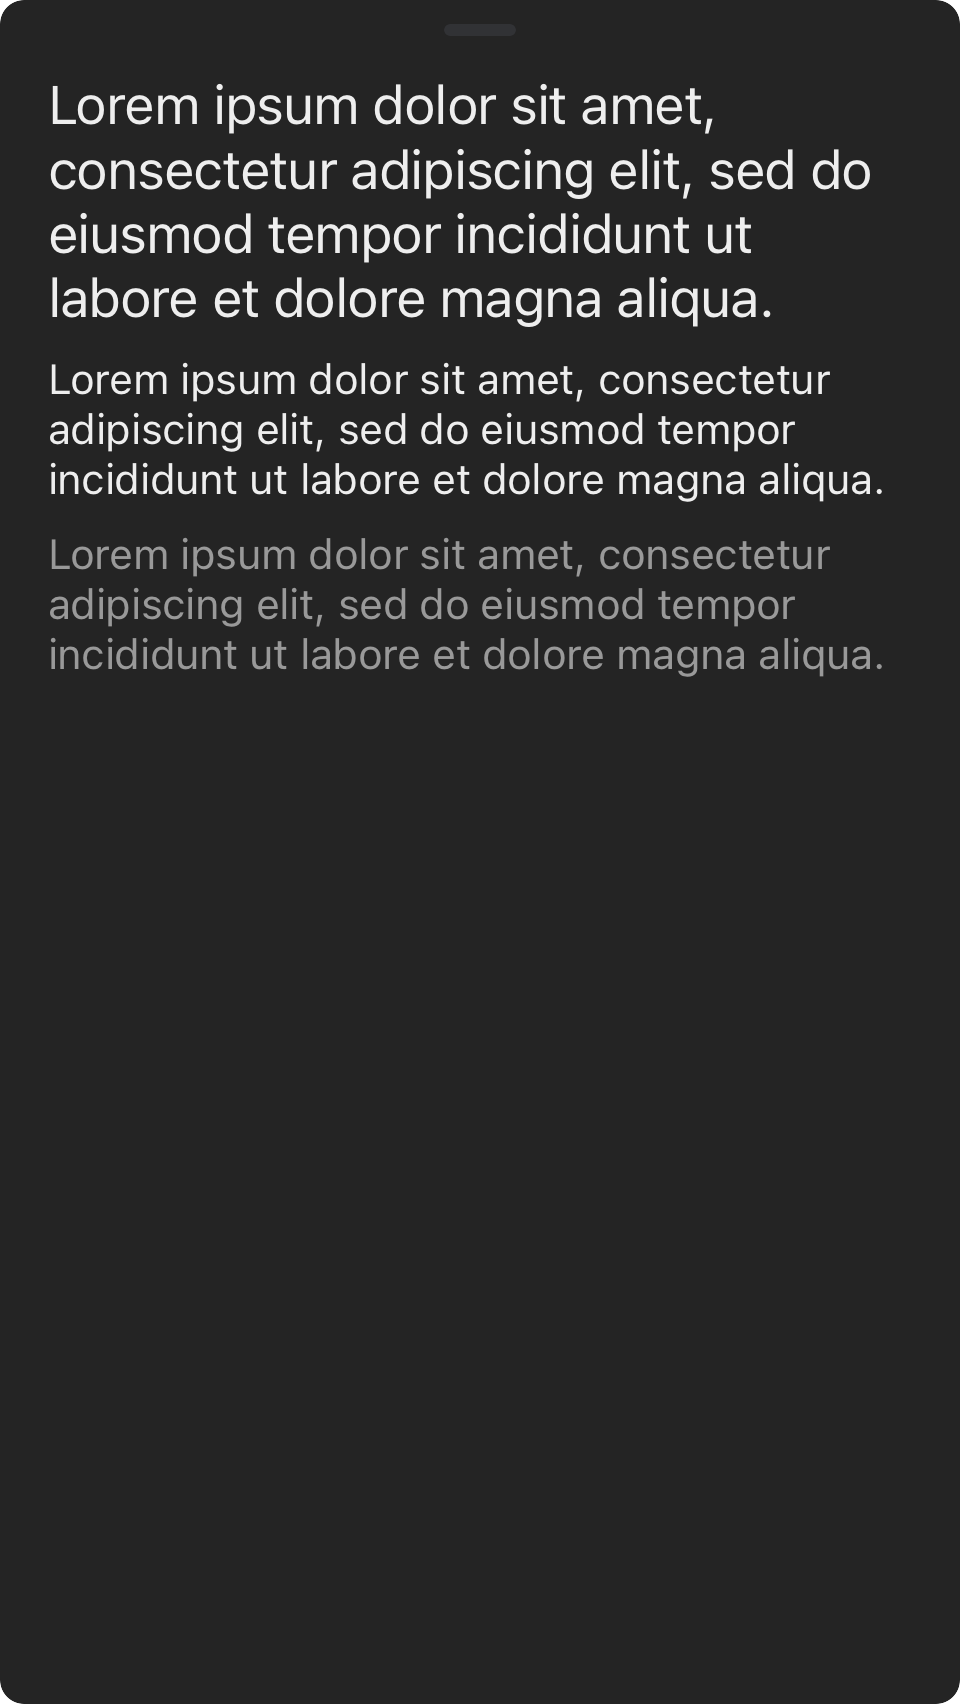 Lorem ipsum dolor sit amet,
consectetur adipiscing elit, sed do
eiusmod tempor incididunt ut
labore et dolore magna aliqua.
Lorem ipsum dolor sit amet, consectetur
adipiscing elit, sed do eiusmod tempor
incididunt ut labore et dolore magna aliqua.
Lorem ipsum dolor sit amet, consectetur
adipiscing elit, sed do eiusmod tempor
incididunt ut labore et dolore magna aliqua.